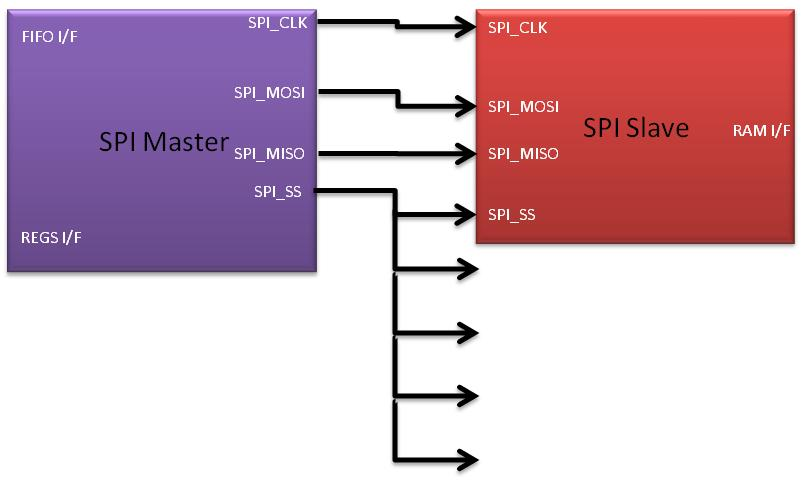 FIFO I/F
SPI_CLK
SPI_MOSI
SPI Master
SPI_MISO
SPI_SS
REGS I/F
SPI_CLK
SPI_MOSI
SPI Slave
RAM I/F
SPI_MISO
SPI_SS